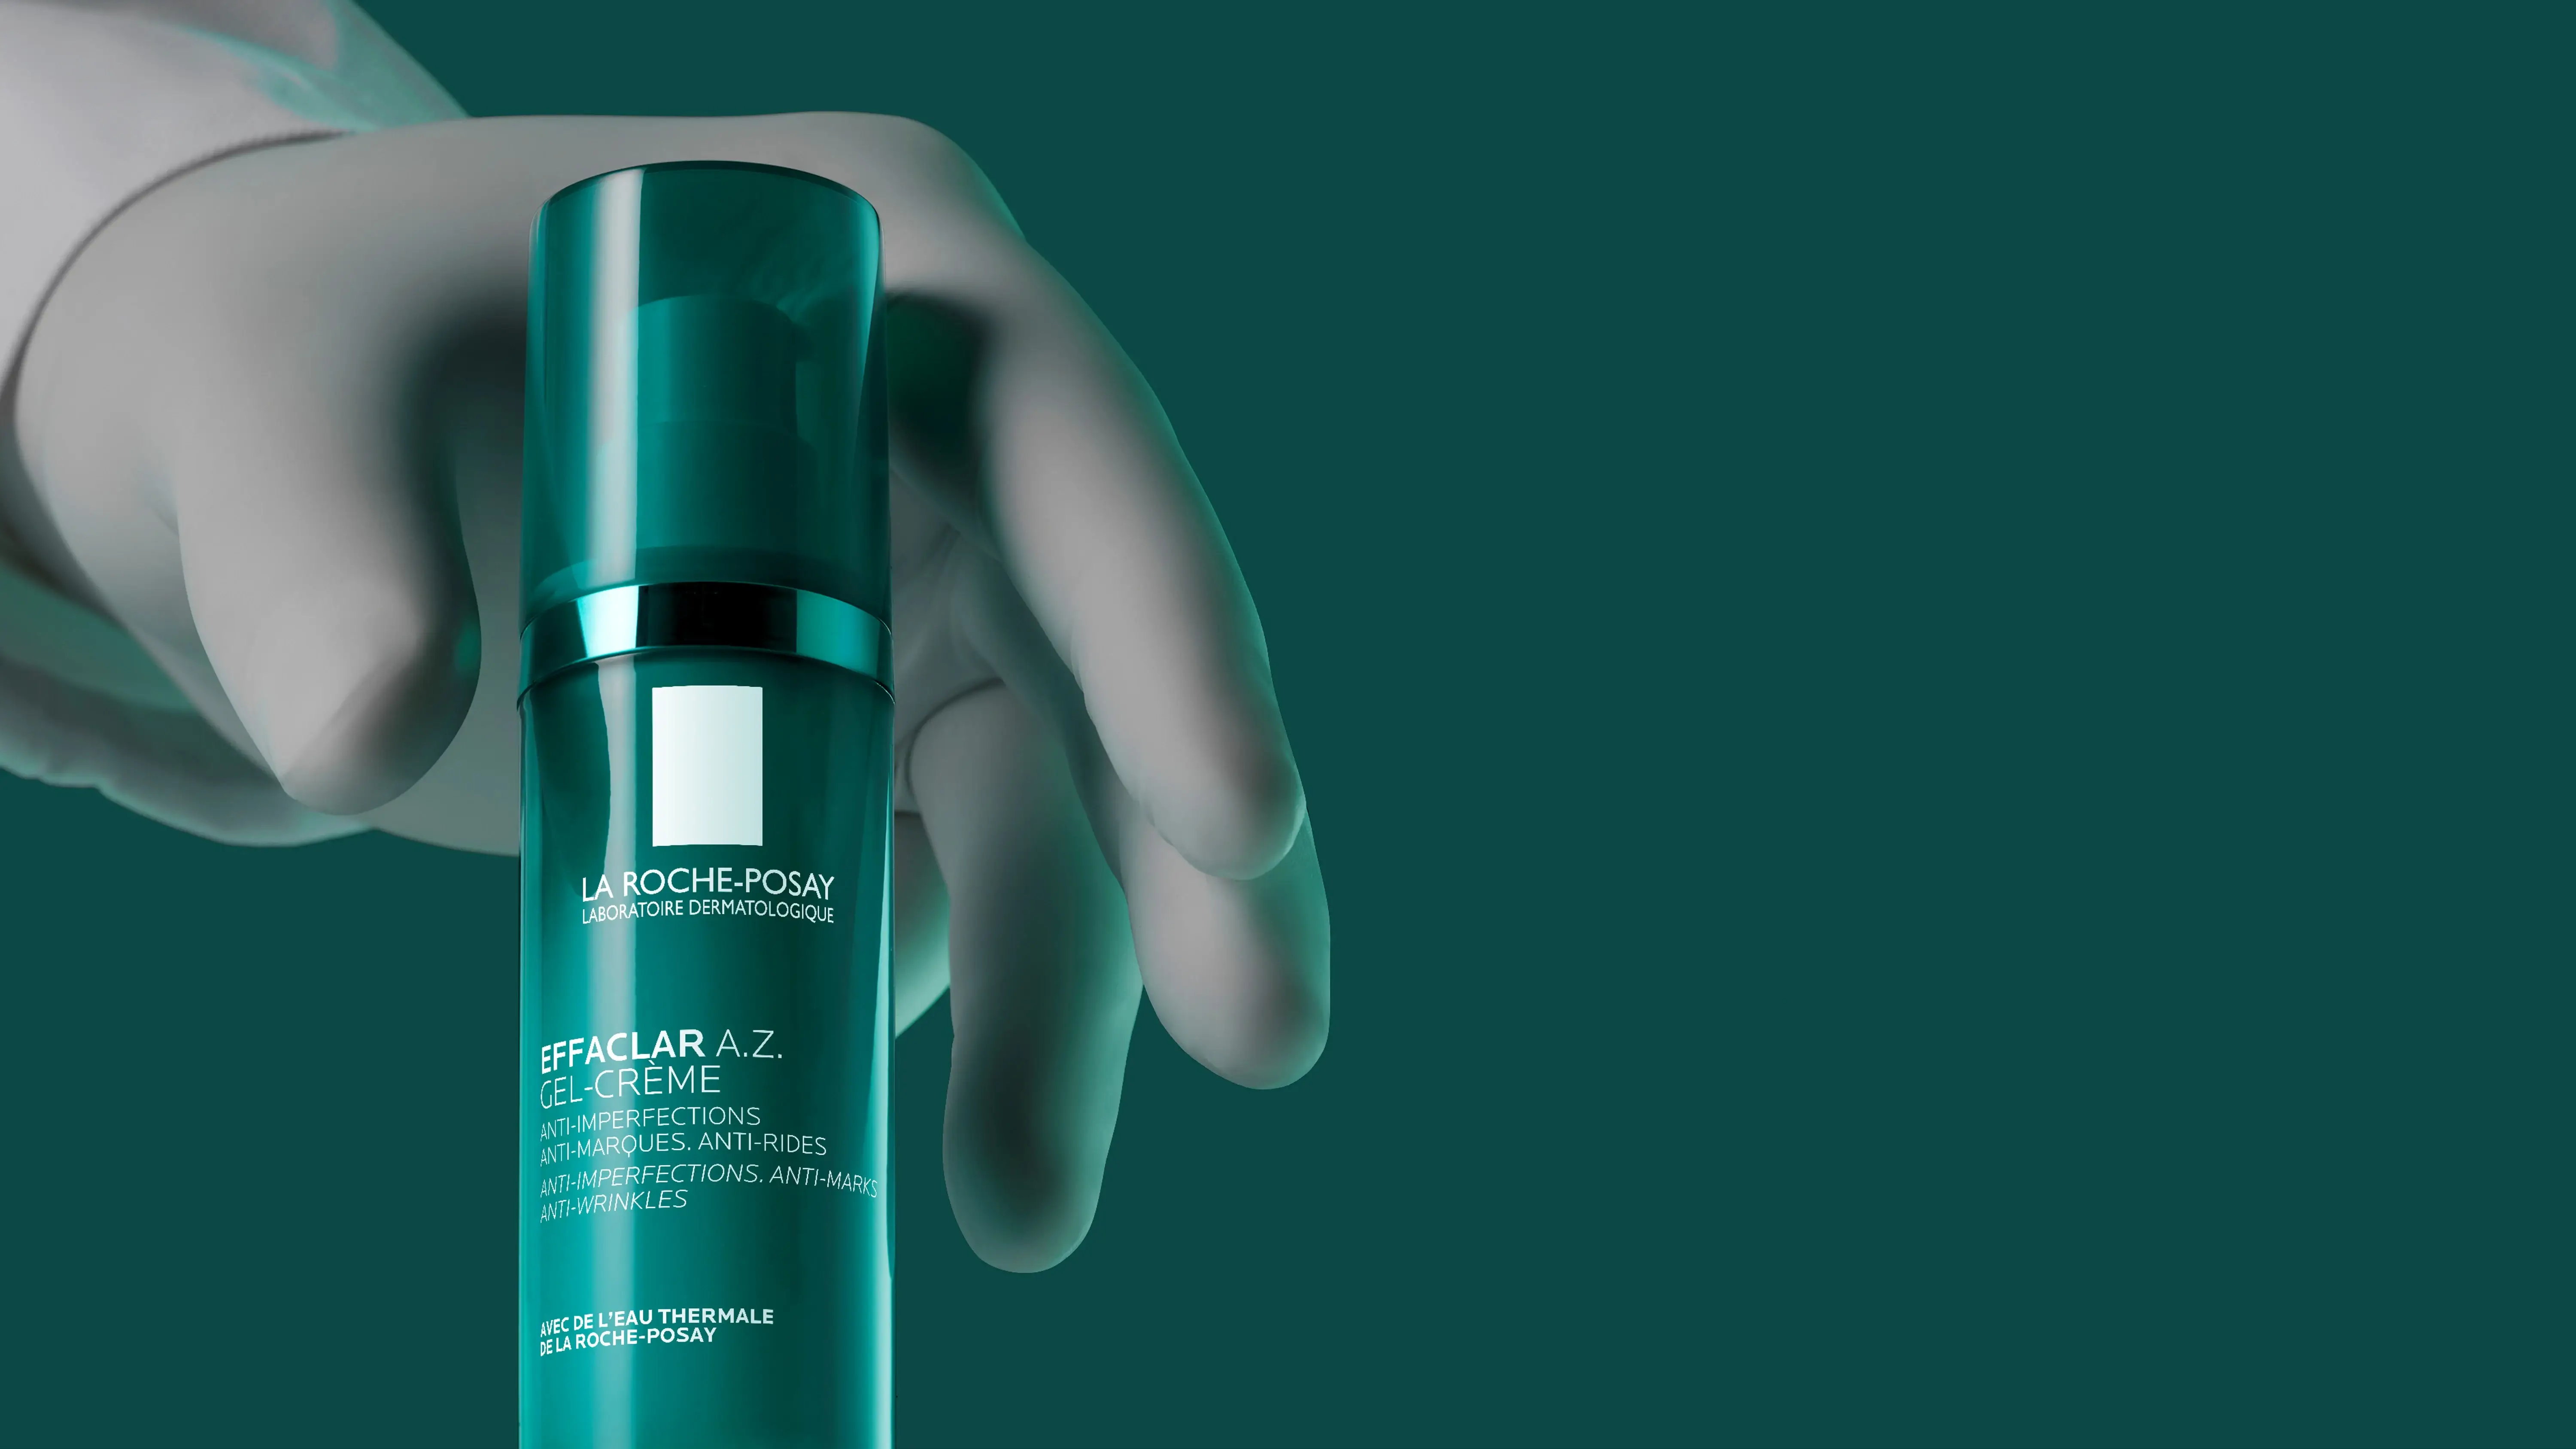 LA ROCHE-POSAY
LABORATOIRE DERMATOLOGIQUE
EFFACLAR A.Z.
GEL-CRÈME
ANTI-IMPERFECTIONS
ANTI-MARQUES. ANTI-RIDES
ANTI-IMPERFECTIONS. ANTI-MARKS
ANTI-WRINKLES
AVEC DE L'EAU THERMALE
DE LA ROCHE-POSAY